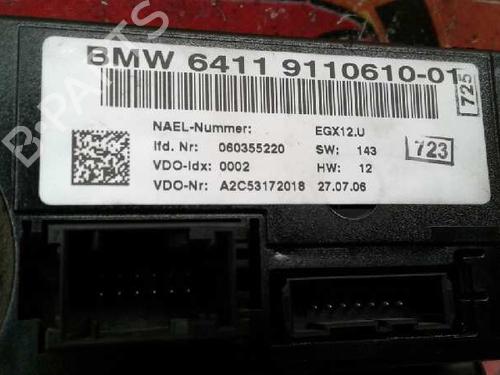 BMW 6411 9110610-01
725
NAEL-Nummer: EGX12.U
lfd. Nr: 060355220 SW: 143 723
VDO-Idx: 0002 HW: 12
VDO-Nr: A2C53172018 27.07.06
B-PARTS